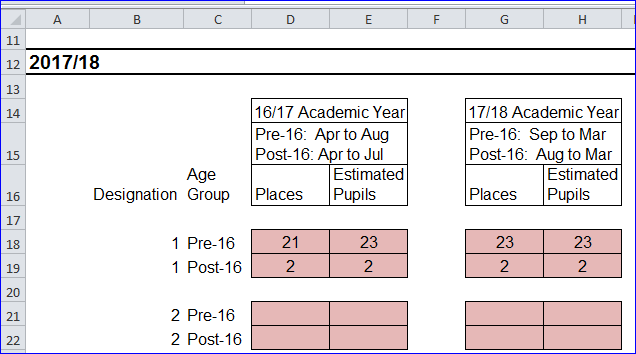 A B C D E F G H
11
12 2017/18
13
14 16/17 Academic Year 17/18 Academic Year
Pre-16: Apr to Aug Pre-16: Sep to Mar
15 Post-16: Apr to Jul Post-16: Aug to Mar
Age Estimated Estimated
16 Designation Group Places Pupils Places Pupils
17
18 1 Pre-16 21 23 23 23
19 1 Post-16 2 2 2 2
20
21 2 Pre-16
22 2 Post-16